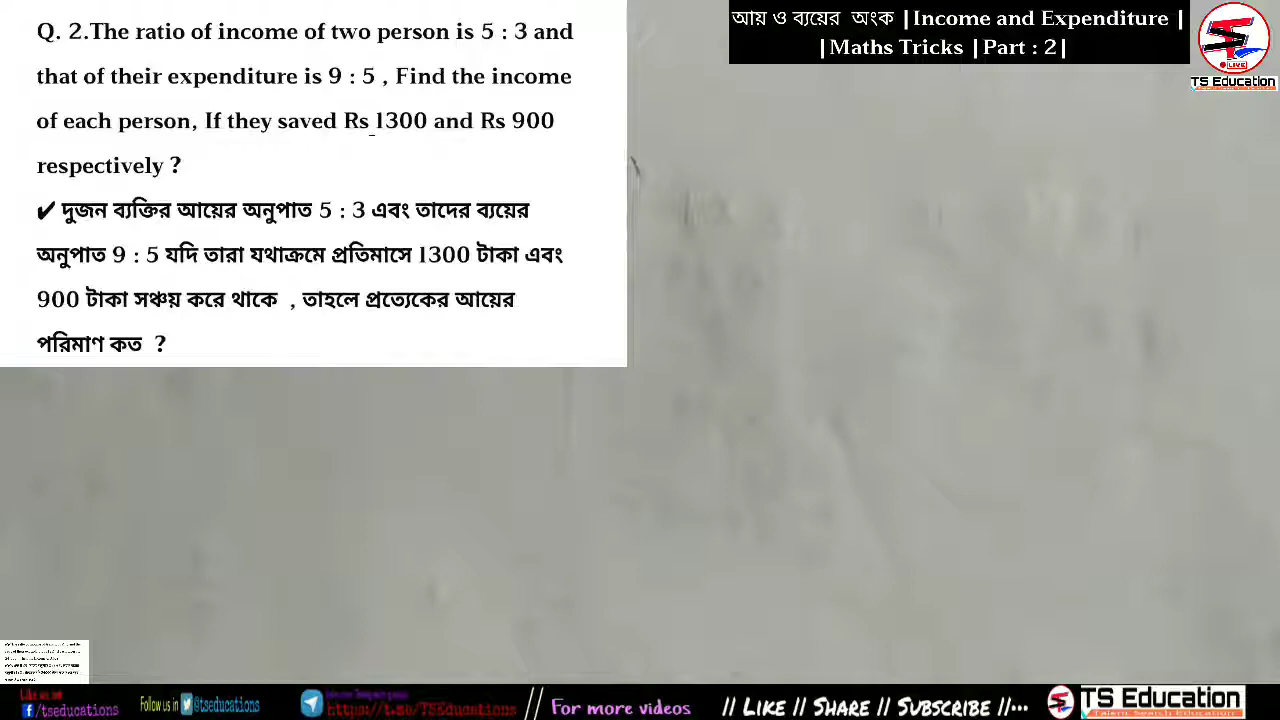 Q. 2.The ratio of income of two person is 5 : 3 and
that of their expenditure is 9 : 5 , Find the income
of each person, If they saved Rs 1300 and Rs 900
respectively ?
✔ দুজন ব্যক্তির আয়ের অনুপাত 5 : 3 এবং তাদের ব্যয়ের
অনুপাত 9 : 5 যদি তারা যথাক্রমে প্রতিমাসে 1300 টাকা এবং
900 টাকা সঞ্চয় করে থাকে , তাহলে প্রত্যেকের আয়ের
পরিমাণ কত ?
আয় ও ব্যয়ের অংক |Income and Expenditure |
|Maths Tricks |Part : 2|
LIVE
TS Education
/tseducations
Follow us in @tseducations
https://t.me/TSEducations
// For more videos // Like // Share // Subscribe //...
TS Education